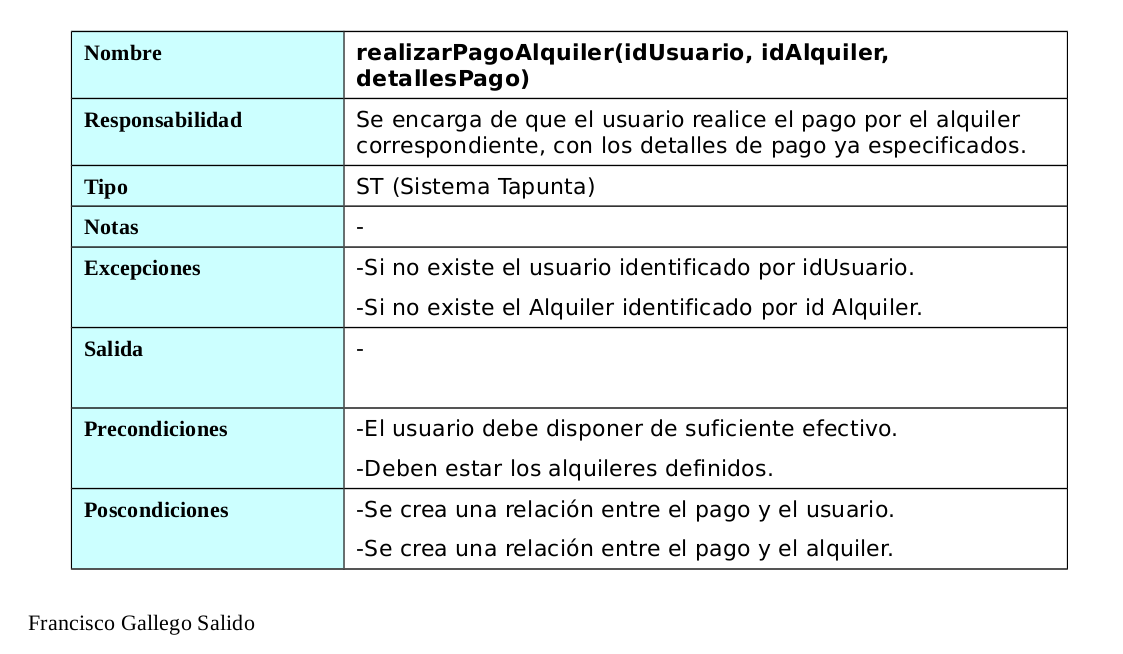 Nombre
realizarPagoAlquiler(idUsuario, idAlquiler,
detallesPago)
Responsabilidad
Se encarga de que el usuario realice el pago por el alquiler
correspondiente, con los detalles de pago ya especificados.
Tipo
ST (Sistema Tapunta)
Notas
-
Excepciones
-Si no existe el usuario identificado por idUsuario.
-Si no existe el Alquiler identificado por id Alquiler.
Salida
-
Precondiciones
-El usuario debe disponer de suficiente efectivo.
-Deben estar los alquileres definidos.
Poscondiciones
-Se crea una relación entre el pago y el usuario.
-Se crea una relación entre el pago y el alquiler.
Francisco Gallego Salido